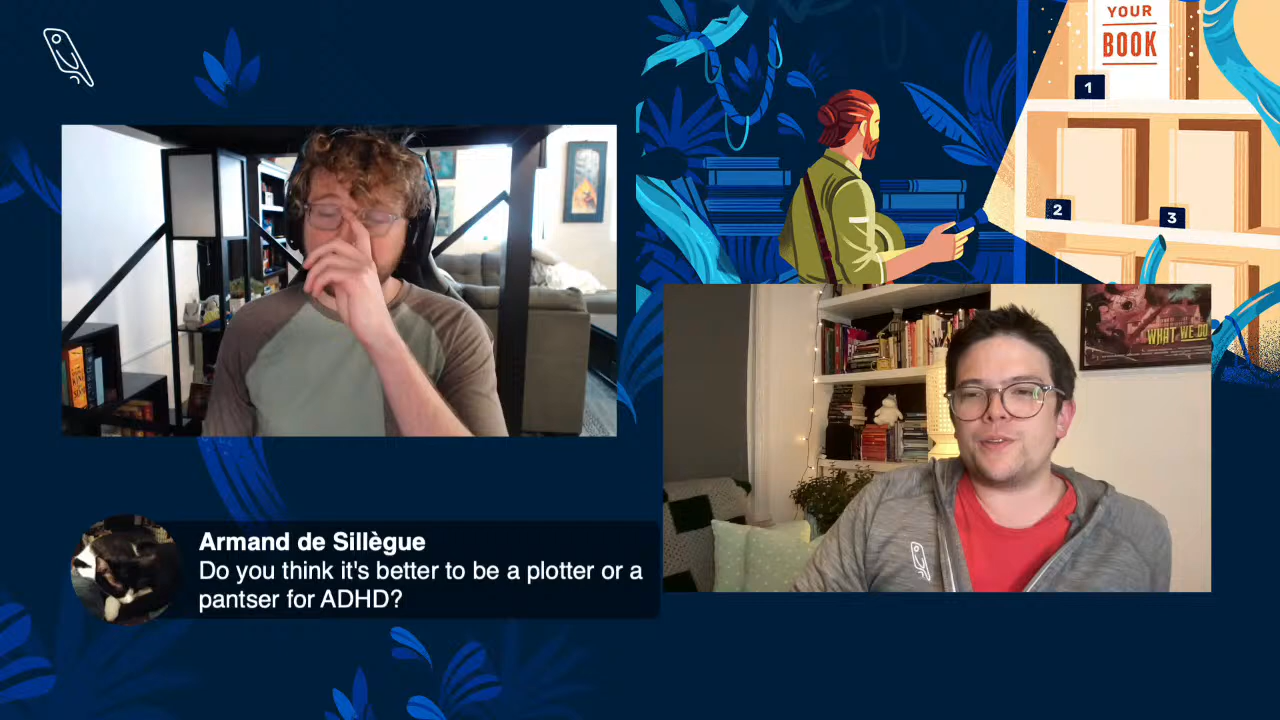 YOUR
BOOK
1
2
3
WHAT WE DO
Armand de Sillègue
Do you think it's better to be a plotter or a
pantser for ADHD?